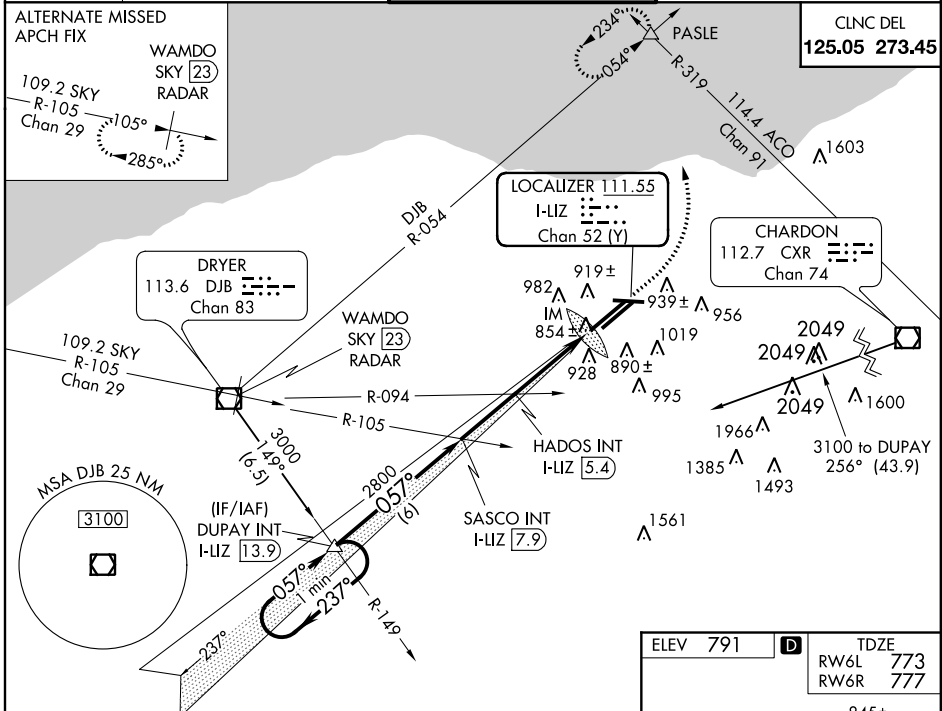 ALTERNATE MISSED
APCH FIX
WAMDO
SKY 23
RADAR
109.2 SKY
R-105
Chan 29
105°
285°
234°
054°
PASLE
R-319
114.4 ACO
Chan 91
CLNC DEL
125.05 273.45
1603
DJB
R-054
LOCALIZER 111.55
I-LIZ
Chan 52 (Y)
CHARDON
112.7 CXR
Chan 74
DRYER
113.6 DJB
Chan 83
982
919±
IM
854±
939±
956
1019
928
890±
995
WAMDO
SKY 23
RADAR
109.2 SKY
R-105
Chan 29
R-094
R-105
2049
2049
2049
1600
1966
1385
1493
1561
3100 to DUPAY
256° (43.9)
HADOS INT
I-LIZ 5.4
SASCO INT
I-LIZ 7.9
3000
149°
(6.5)
2800
057°
(6)
(IF/IAF)
DUPAY INT
I-LIZ 13.9
057°
1 min
237°
R-149
237°
MSA DJB 25 NM
3100
ELEV 791
D
TDZE
RW6L 773
RW6R 777